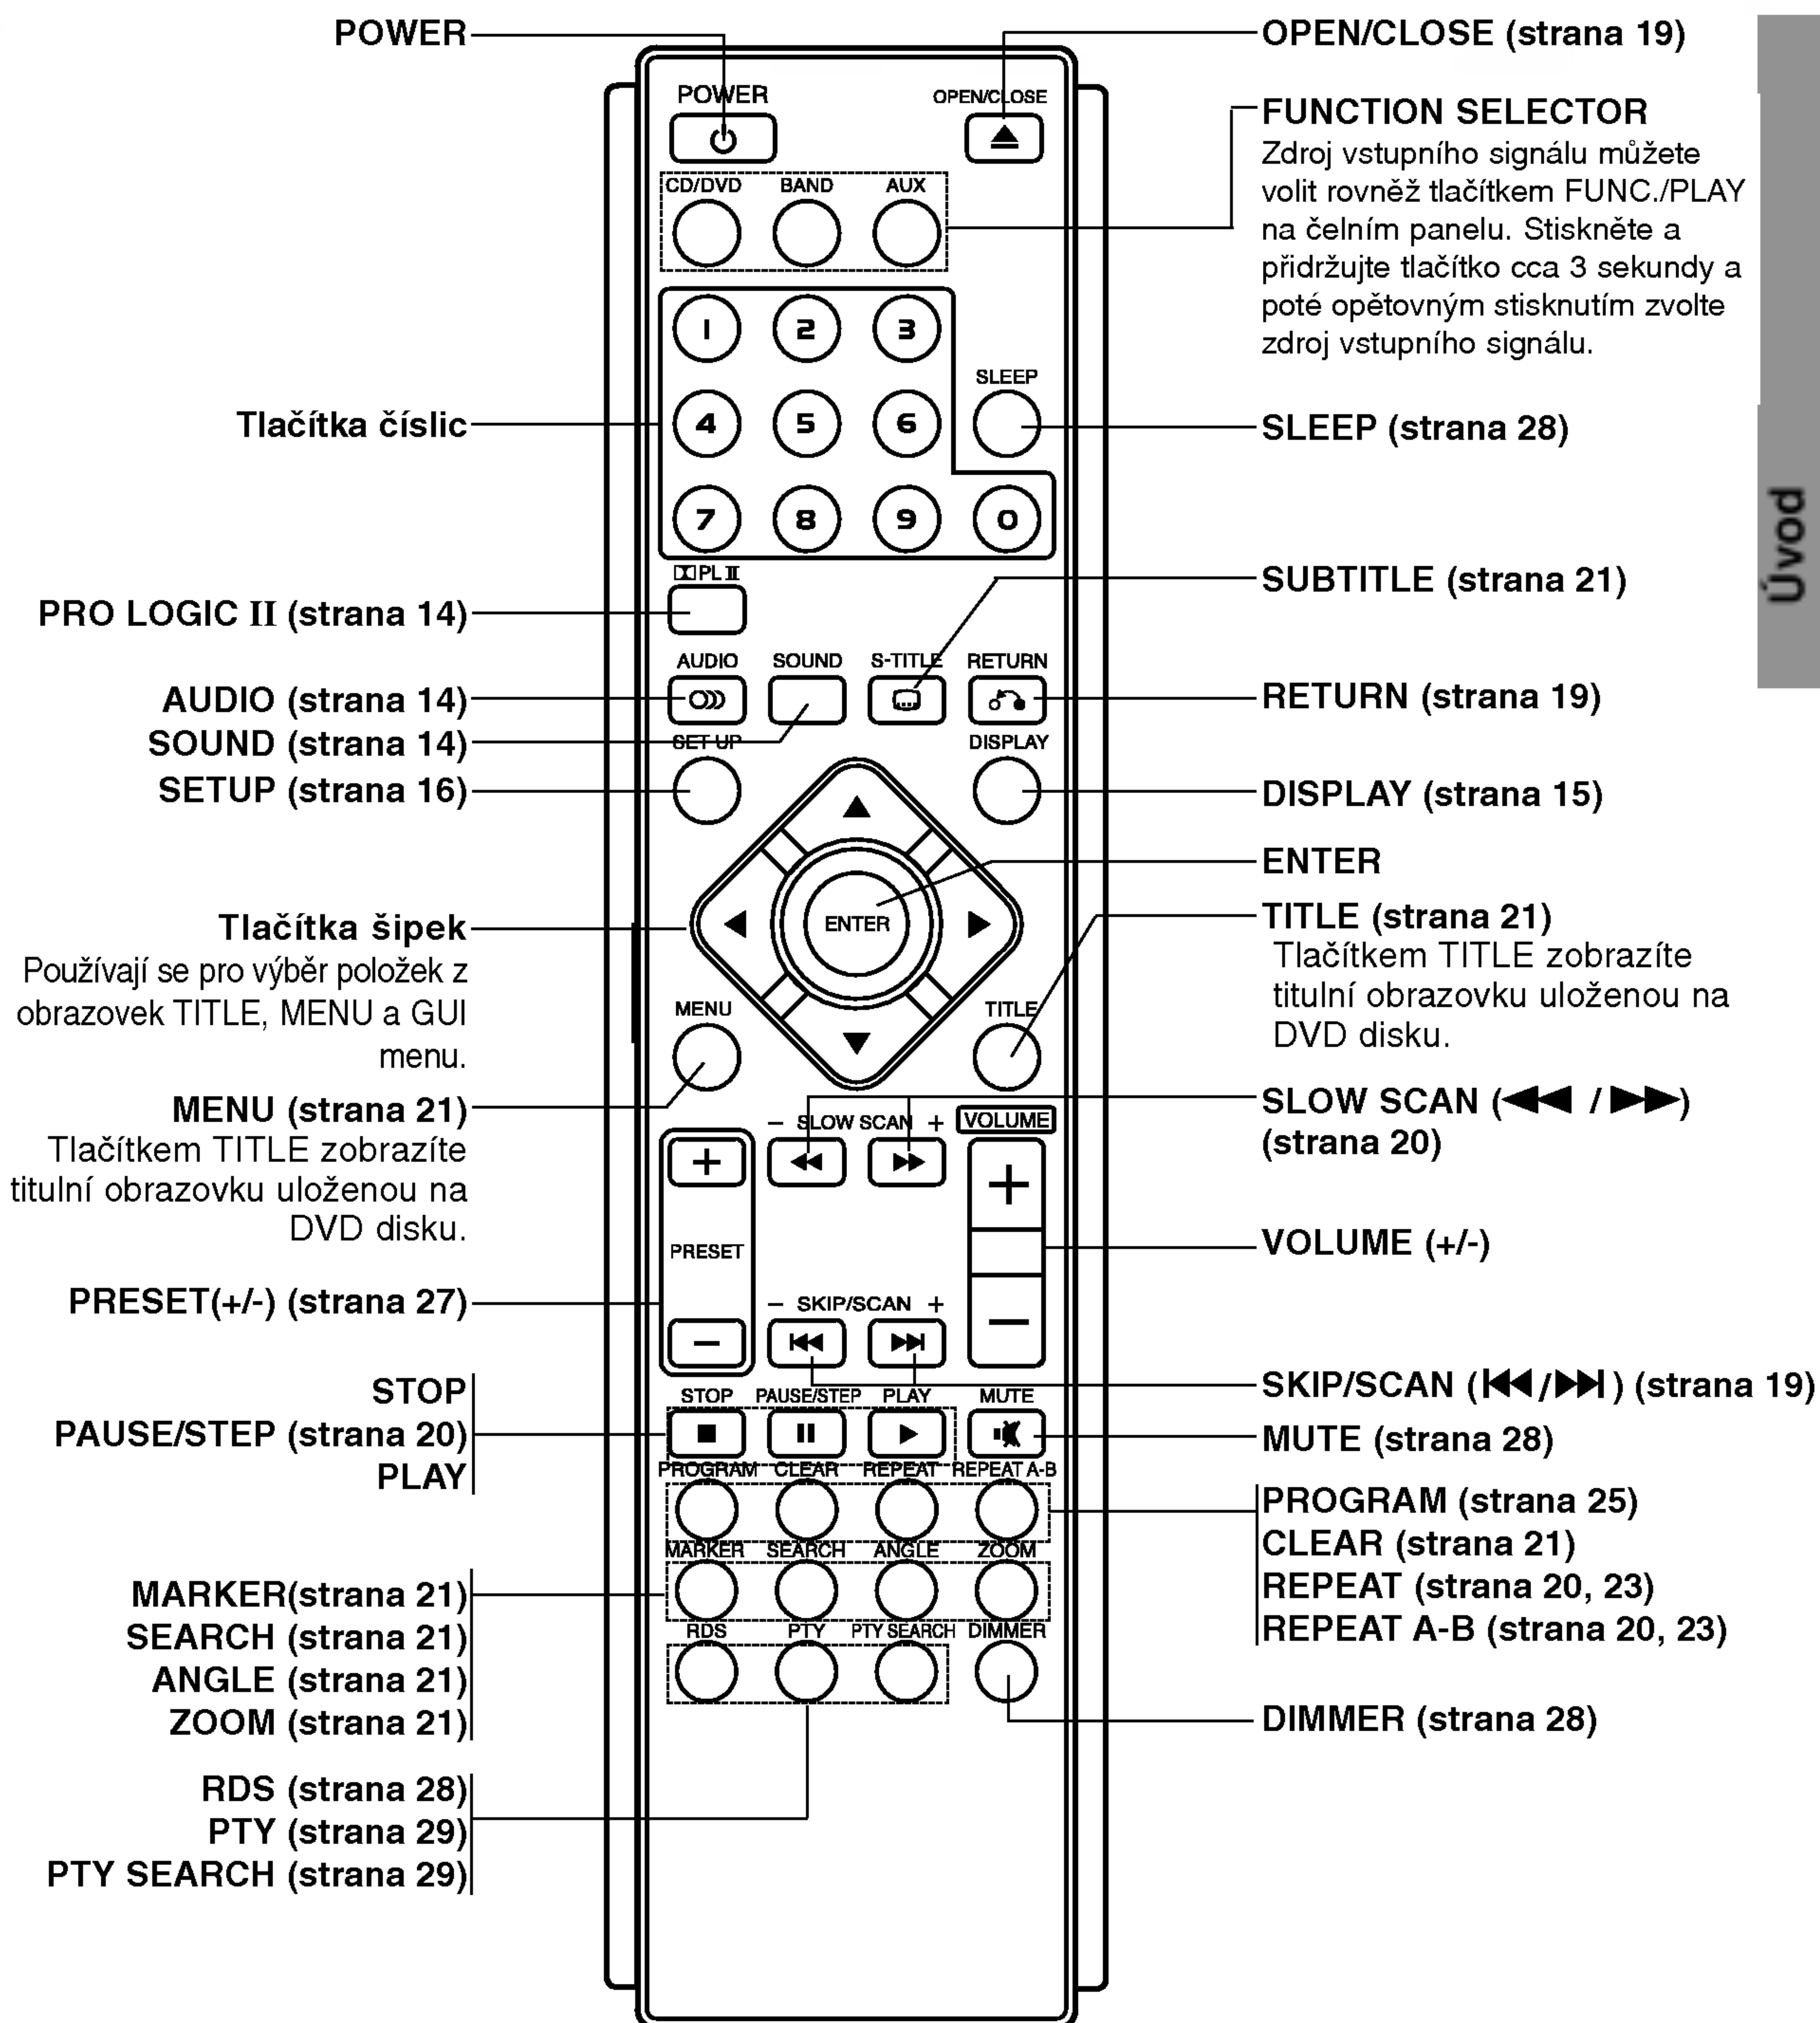 POWER
Tlačítka číslic
PRO LOGIC II (strana 14)
AUDIO (strana 14)
SOUND (strana 14)
SETUP (strana 16)
Tlačítka šipek
Používají se pro výběr položek z
obrazovek TITLE, MENU a GUI
menu.
MENU (strana 21)
Tlačítkem TITLE zobrazíte
titulní obrazovku uloženou na
DVD disku.
PRESET(+/-) (strana 27)
STOP
PAUSE/STEP (strana 20)
PLAY
MARKER(strana 21)
SEARCH (strana 21)
ANGLE (strana 21)
ZOOM (strana 21)
RDS (strana 28)
PTY (strana 29)
PTY SEARCH (strana 29)
POWER OPEN/CLOSE
CD/DVD BAND AUX
1 2 3
SLEEP
4 5 6
7 8 9 0
PL II
AUDIO SOUND S-TITLE RETURN
SET UP DISPLAY
ENTER
MENU TITLE
- SLOW SCAN + VOLUME
+
+
PRESET
- SKIP/SCAN +
−
−
STOP PAUSE/STEP PLAY MUTE
PROGRAM CLEAR REPEAT REPEAT A-B
MARKER SEARCH ANGLE ZOOM
RDS PTY PTY SEARCH DIMMER
OPEN/CLOSE (strana 19)
FUNCTION SELECTOR
Zdroj vstupního signálu můžete
volit rovněž tlačítkem FUNC./PLAY
na čelním panelu. Stiskněte a
přidržujte tlačítko cca 3 sekundy a
poté opětovným stisknutím zvolte
zdroj vstupního signálu.
SLEEP (strana 28)
SUBTITLE (strana 21)
RETURN (strana 19)
DISPLAY (strana 15)
ENTER
TITLE (strana 21)
Tlačítkem TITLE zobrazíte
titulní obrazovku uloženou na
DVD disku.
SLOW SCAN (◀◀ / ▶▶)
(strana 20)
VOLUME (+/-)
SKIP/SCAN (⏮/⏭) (strana 19)
MUTE (strana 28)
PROGRAM (strana 25)
CLEAR (strana 21)
REPEAT (strana 20, 23)
REPEAT A-B (strana 20, 23)
DIMMER (strana 28)
Úvod